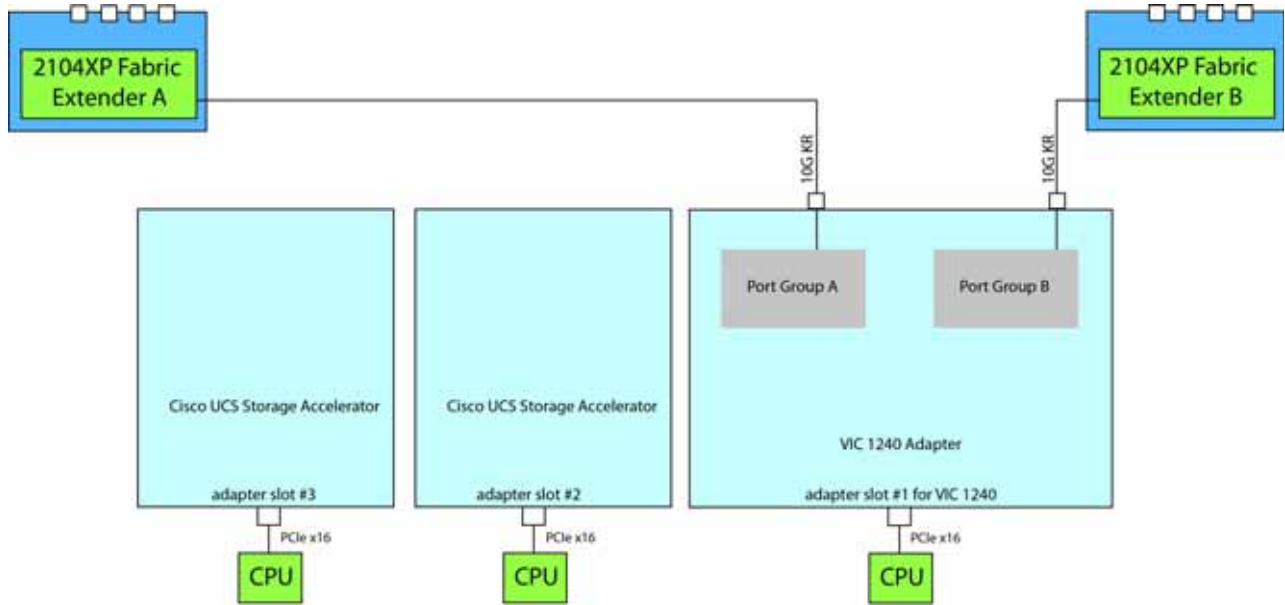 2104XP Fabric
Extender A
2104XP Fabric
Extender B
10G KR
10G KR
Port Group A
Port Group B
Cisco UCS Storage Accelerator
Cisco UCS Storage Accelerator
VIC 1240 Adapter
adapter slot #3
adapter slot #2
adapter slot #1 for VIC 1240
PCIe x16
PCIe x16
PCIe x16
CPU
CPU
CPU